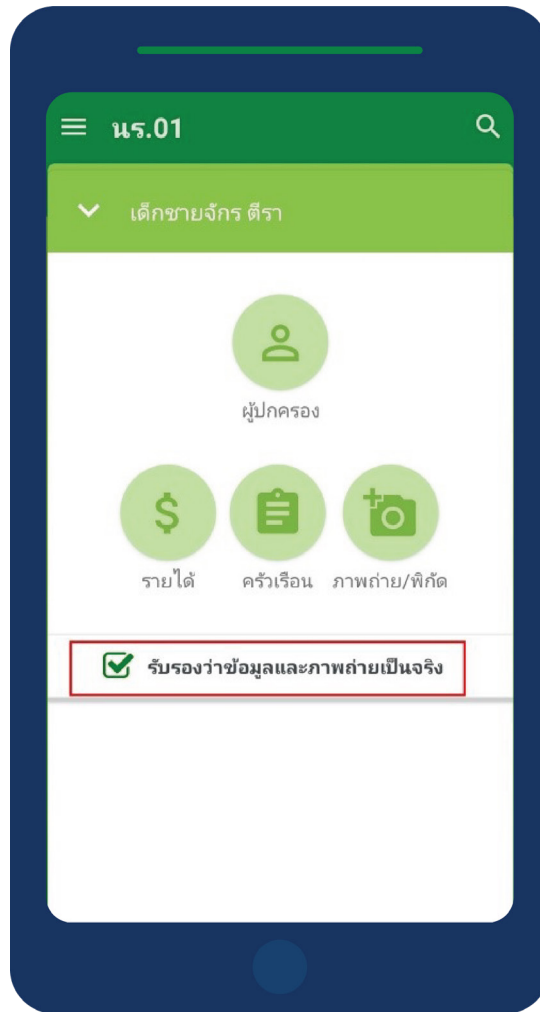 นร.01
เด็กชายจักร ตีรา
ผู้ปกครอง
รายได้ ครัวเรือน ภาพถ่าย/พิกัด
รับรองว่าข้อมูลและภาพถ่ายเป็นจริง